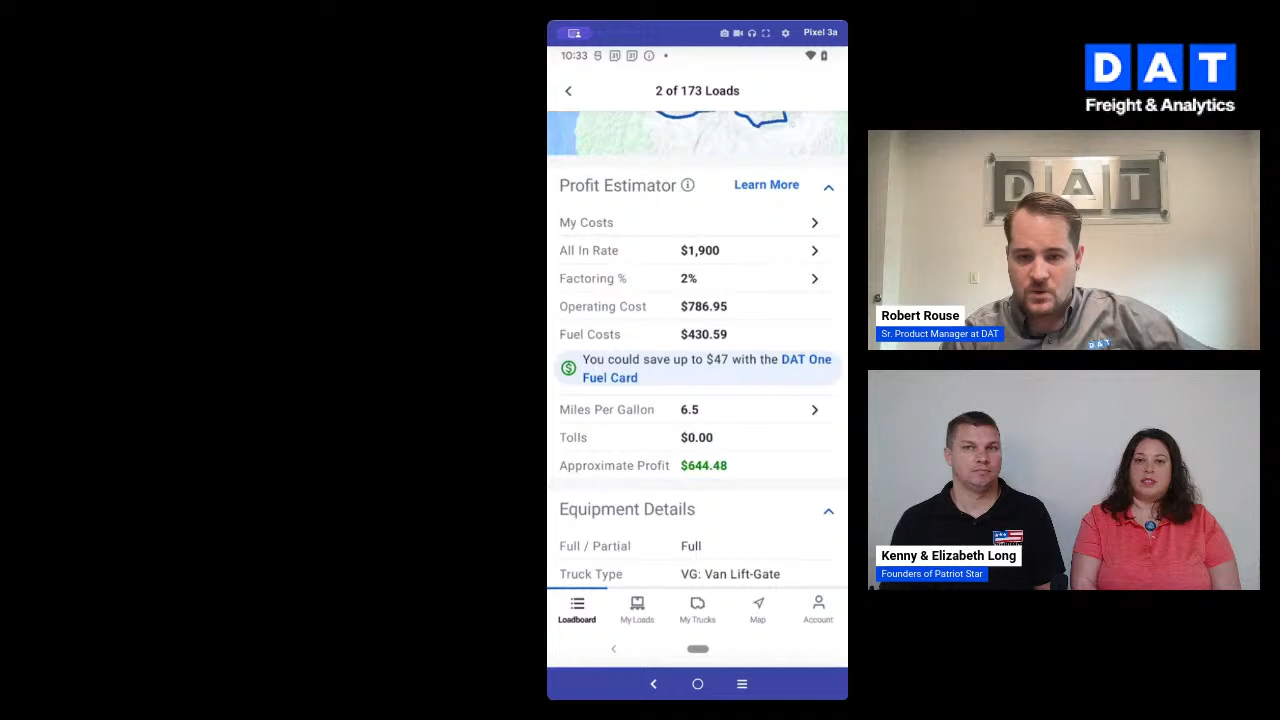 Pixel 3a
10:33
2 of 173 Loads
Profit Estimator
Learn More
My Costs
All In Rate $1,900
Factoring % 2%
Operating Cost $786.95
Fuel Costs $430.59
You could save up to $47 with the DAT One
Fuel Card
Miles Per Gallon 6.5
Tolls $0.00
Approximate Profit $644.48
Equipment Details
Full / Partial Full
Truck Type VG: Van Lift-Gate
Loadboard
My Loads
My Trucks
Map
Account
DAT
Freight & Analytics
DAT
Robert Rouse
Sr. Product Manager at DAT
DAT
Kenny & Elizabeth Long
Founders of Patriot Star